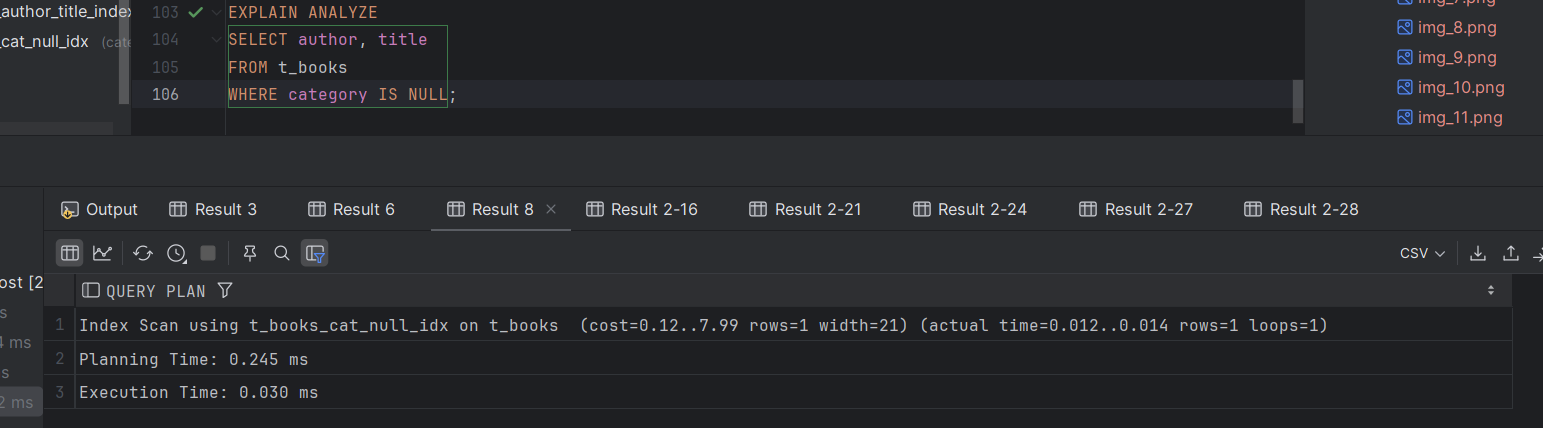 _author_title_index
_cat_null_idx (cate
103 EXPLAIN ANALYZE
104 SELECT author, title
105 FROM t_books
106 WHERE category IS NULL;
img_8.png
img_9.png
img_10.png
img_11.png
Output Result 3 Result 6 Result 8 Result 2-16 Result 2-21 Result 2-24 Result 2-27 Result 2-28
CSV
ost [2
QUERY PLAN
1 Index Scan using t_books_cat_null_idx on t_books (cost=0.12..7.99 rows=1 width=21) (actual time=0.012..0.014 rows=1 loops=1)
s
4 ms
2 Planning Time: 0.245 ms
s
3 Execution Time: 0.030 ms
2 ms